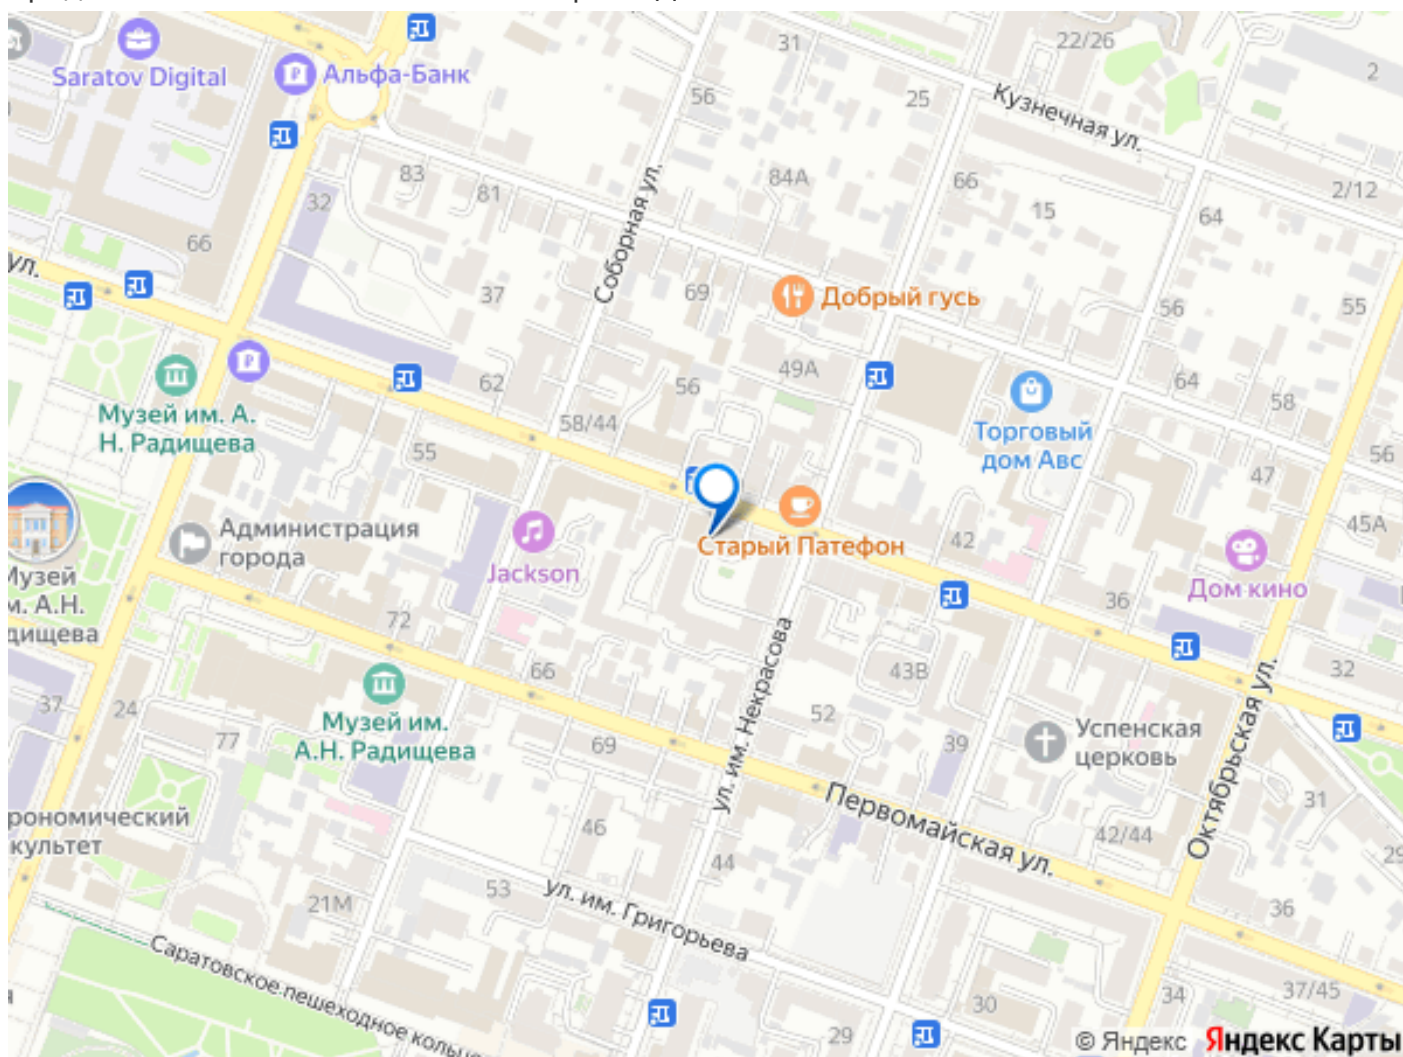 31
22/26
Saratov Digital
Альфа-Банк
2
56
25
Кузнечная ул.
83
81
84А
66
2/12
32
15
64
66
Соборная ул.
ул.
37
69
Добрый гусь
56
55
62
56
49А
64
58
Музей им. А.
Н. Радищева
58/44
55
Торговый
дом Авс
47
56
Администрация
города
Jackson
Старый Патефон
42
45А
Дом кино
Музей
м. А.Н.
дищева
72
36
66
43В
32
37
24
Музей им.
А.Н. Радищева
ул. им. Некрасова
52
Октябрьская ул.
77
69
39
Успенская
церковь
рономический
культет
46
Первомайская ул.
31
42/44
29
44
21М
53
ул. им. Григорьева
36
Саратовское пешеходное кольцо
30
34
37/45
29
© Яндекс Яндекс Карты